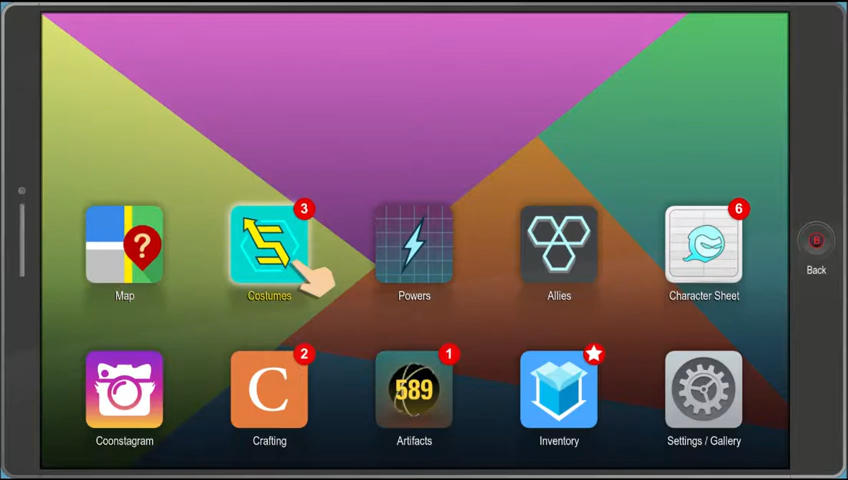 ?
3
6
Map
Costumes
Powers
Allies
Character Sheet
B
Back
2
1
C
589
Coonstagram
Crafting
Artifacts
Inventory
Settings / Gallery